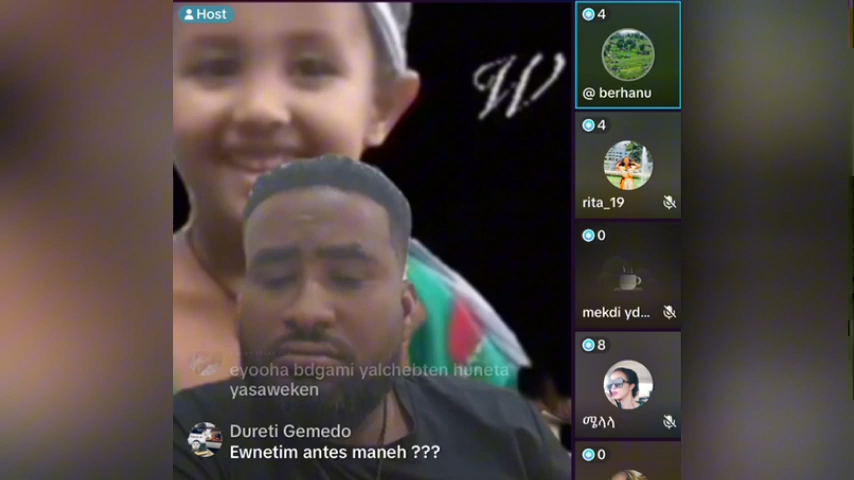 Host
W
eyooha bdgami yalchebten huneta
yasaweken
Dureti Gemedo
Ewnetim antes maneh ???
4
@ berhanu
4
rita_19
0
mekdi yd...
8
ሜላላ
0